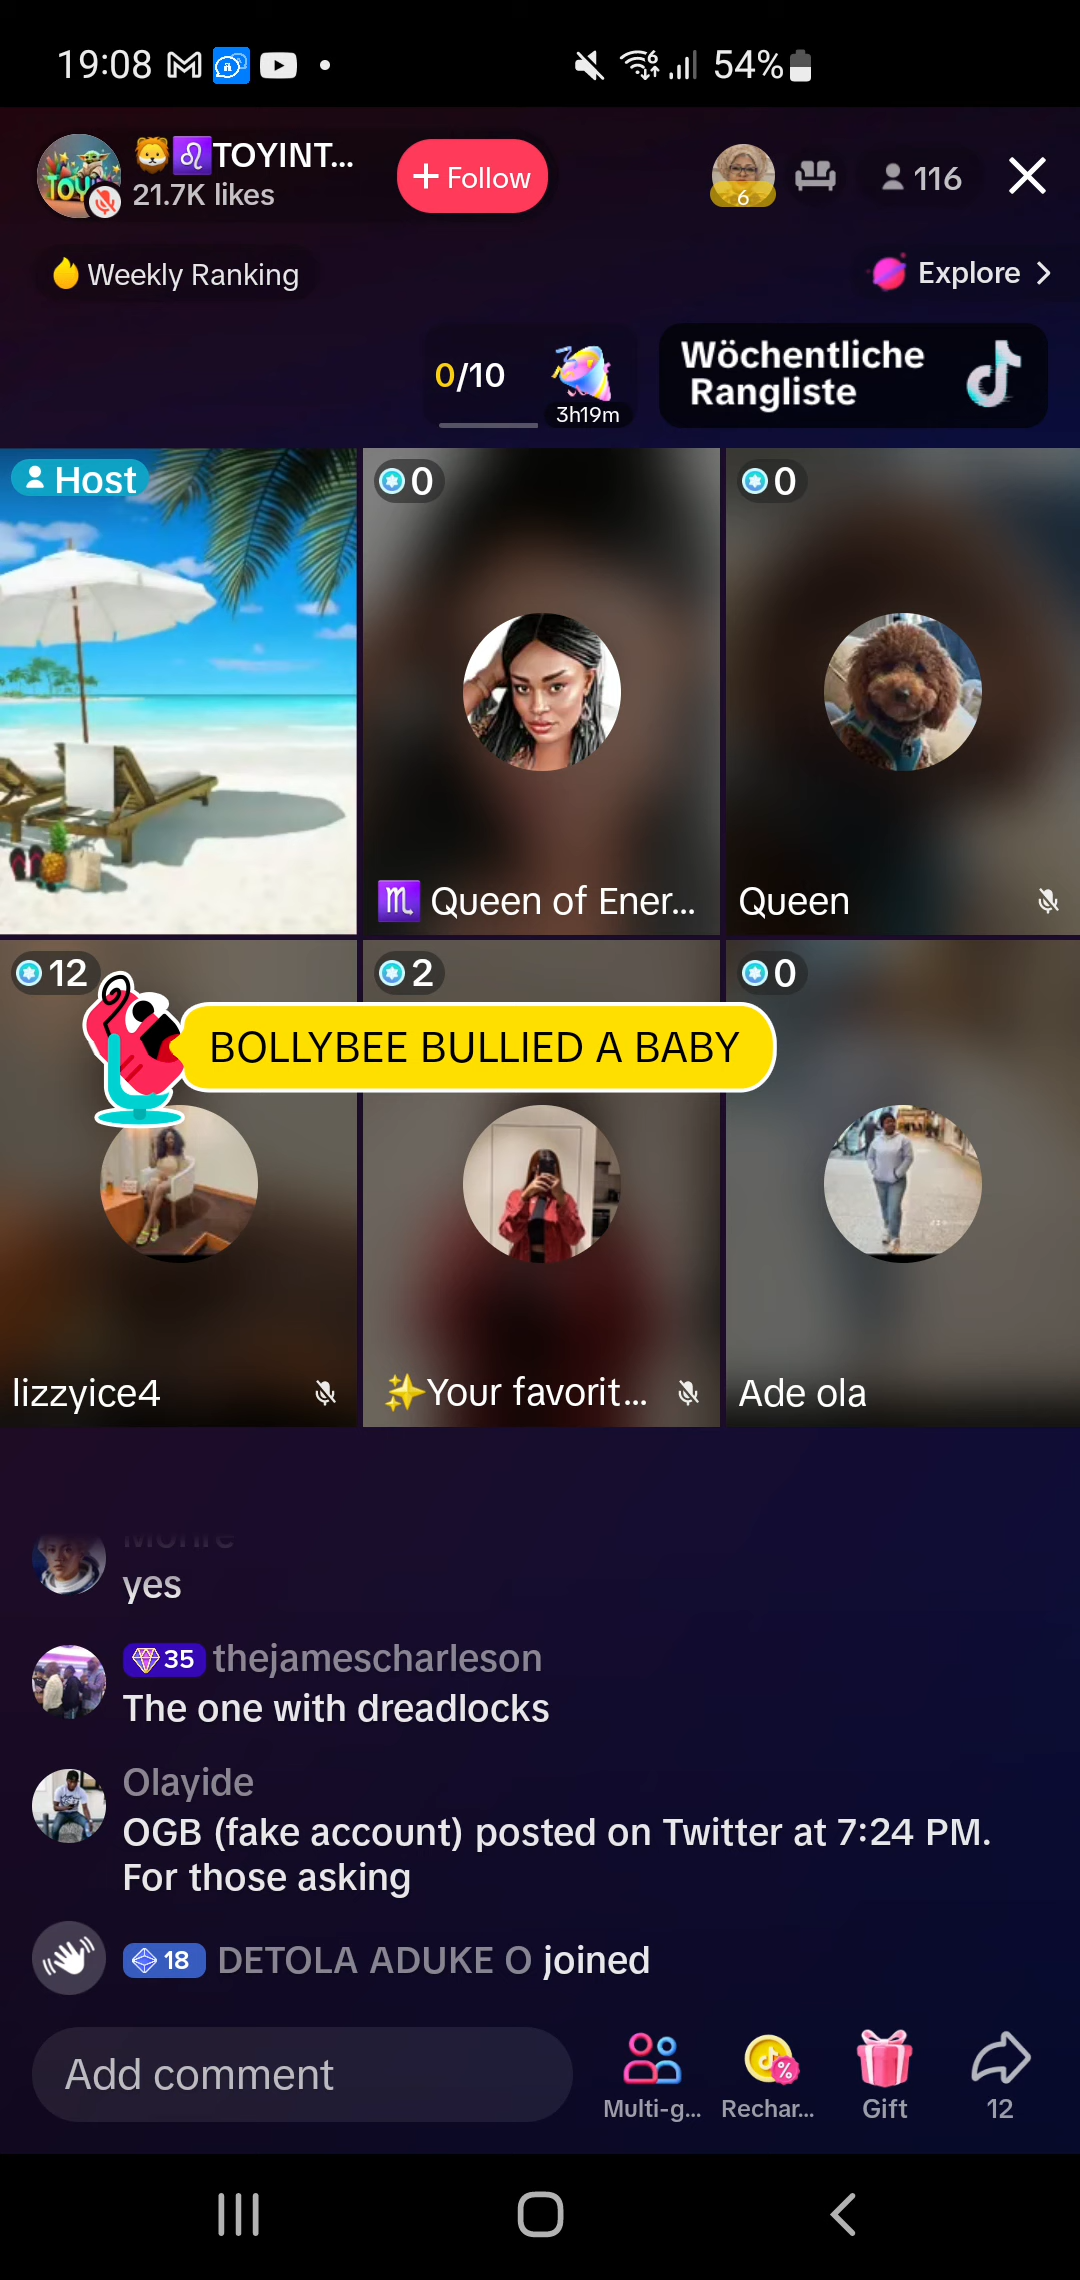 19:08
54%
🦁♌TOYINT...
21.7K likes
+ Follow
6
116
Weekly Ranking
Explore
0/10
3h19m
Wöchentliche
Rangliste
Host
0
0
♏ Queen of Ener...
Queen
12
2
0
BOLLYBEE BULLIED A BABY
lizzyice4
✨Your favorit...
Ade ola
yes
35 thejamescharleson
The one with dreadlocks
Olayide
OGB (fake account) posted on Twitter at 7:24 PM.
For those asking
18 DETOLA ADUKE O joined
Add comment
Multi-g...
Rechar...
Gift
12